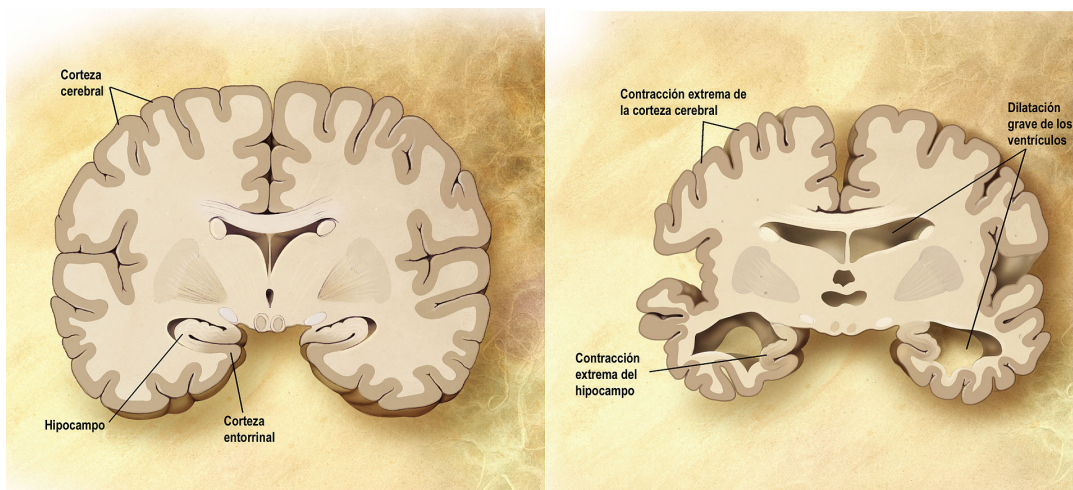 Corteza
cerebral
Hipocampo
Corteza
entorrinal
Contracción extrema de
la corteza cerebral
Dilatación
grave de los
ventrículos
Contracción
extrema del
hipocampo